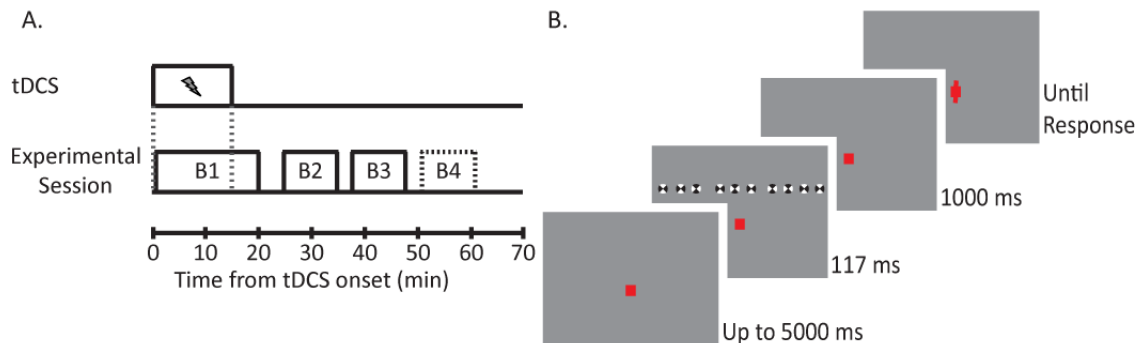 A.
tDCS
Experimental
Session
B1
B2
B3
B4
0 10 20 30 40 50 60 70
Time from tDCS onset (min)
B.
Up to 5000 ms
117 ms
1000 ms
Until
Response